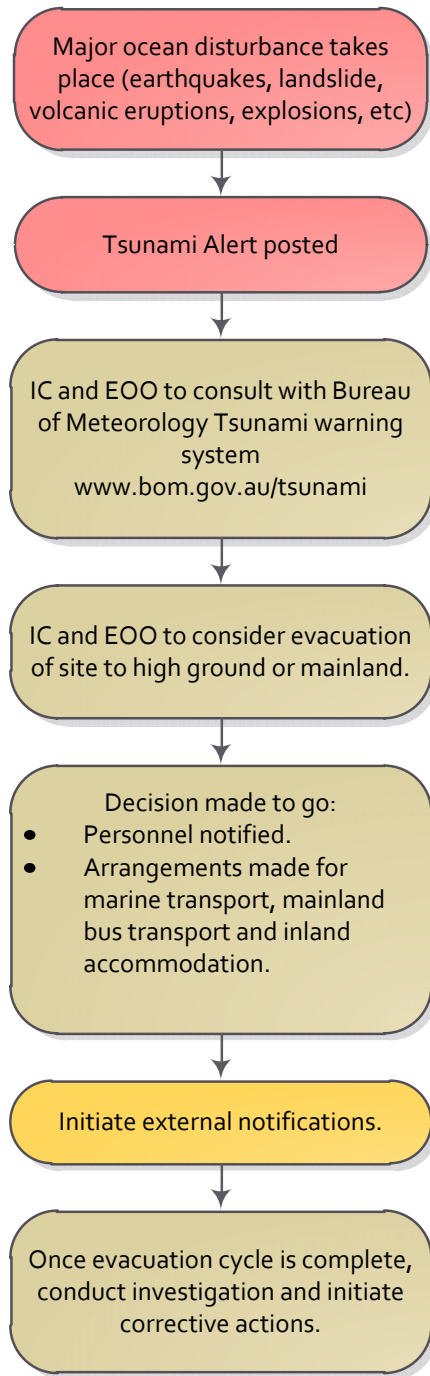 Major ocean disturbance takes
place (earthquakes, landslide,
volcanic eruptions, explosions, etc)
Tsunami Alert posted
IC and EOO to consult with Bureau
of Meteorology Tsunami warning
system
www.bom.gov.au/tsunami
IC and EOO to consider evacuation
of site to high ground or mainland.
Decision made to go:
• Personnel notified.
• Arrangements made for
marine transport, mainland
bus transport and inland
accommodation.
Initiate external notifications.
Once evacuation cycle is complete,
conduct investigation and initiate
corrective actions.